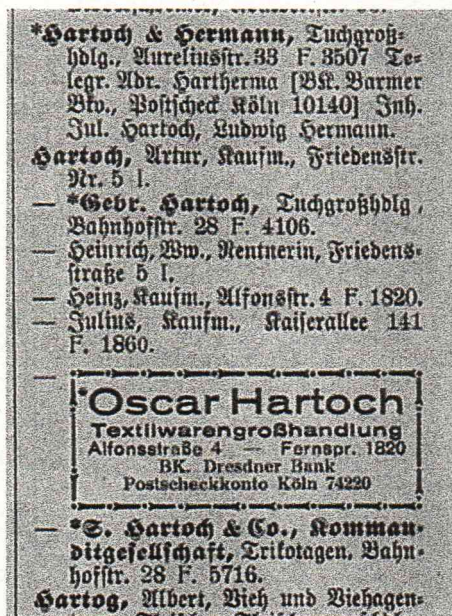 *Hartoch & Hermann, Tuchgroß-
hdlg., Aureliusstr. 33 F. 3507 Te-
legr. Adr. Hartherma [BK. Barmer
Bkv., Postscheck Köln 10140] Inh.
Jul. Hartoch, Ludwig Hermann.
Hartoch, Artur, Kaufm., Friedensstr.
Nr. 5 I.
— *Gebr. Hartoch, Tuchgroßhdlg,
Bahnhofstr. 28 F. 4106.
— Heinrich, Ww., Rentnerin, Friedens-
straße 5 I.
— Heinz, Kaufm., Alfonsstr. 4 F. 1820.
— Julius, Kaufm., Kaiserallee 141
F. 1860.
— *Oscar Hartoch
Textilwarengroßhandlung
Alfonsstraße 4 — Fernspr. 1820
BK. Dresdner Bank
Postscheckkonto Köln 74220
— *S. Hartoch & Co., Komman-
ditgesellschaft, Trikotagen, Bahn-
hofstr. 28 F. 5716.
Hartog, Albert, Vieh und Viehagen-